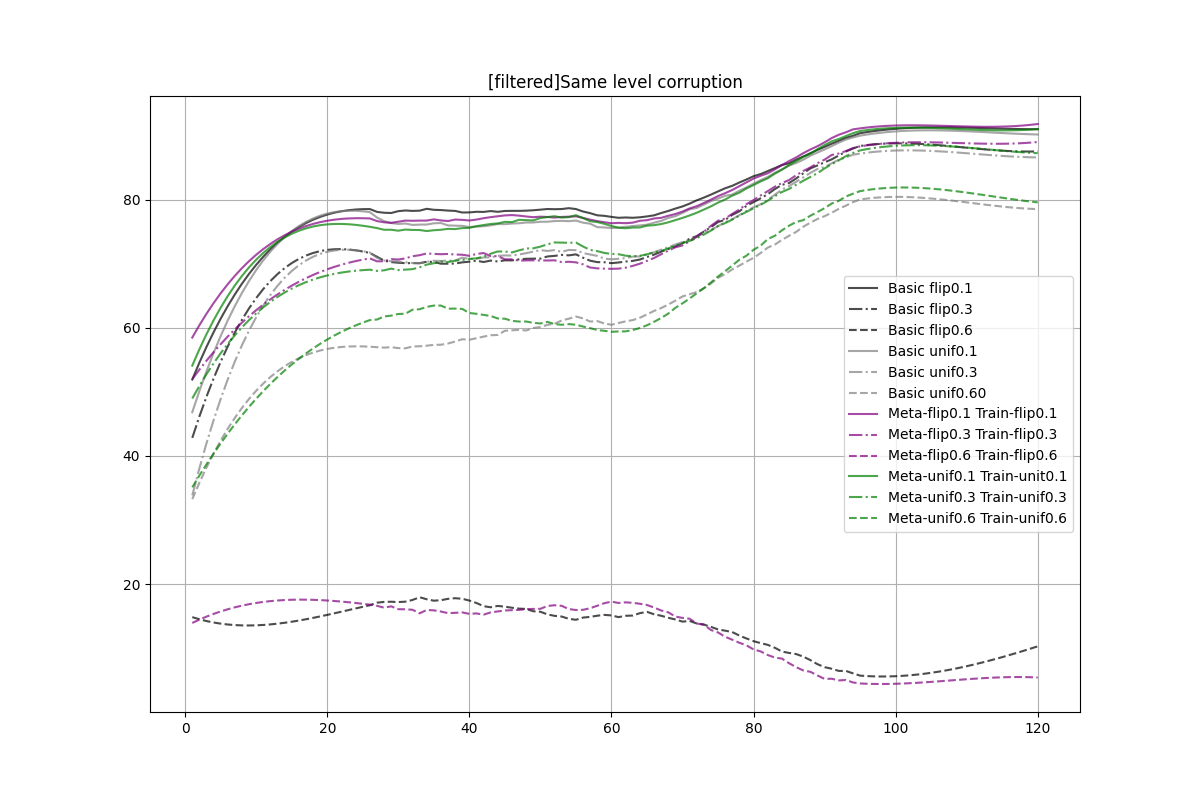 [filtered]Same level corruption
80
60
40
20
0
20
40
60
80
100
120
Basic flip0.1
Basic flip0.3
Basic flip0.6
Basic unif0.1
Basic unif0.3
Basic unif0.60
Meta-flip0.1 Train-flip0.1
Meta-flip0.3 Train-flip0.3
Meta-flip0.6 Train-flip0.6
Meta-unif0.1 Train-unit0.1
Meta-unif0.3 Train-unif0.3
Meta-unif0.6 Train-unif0.6